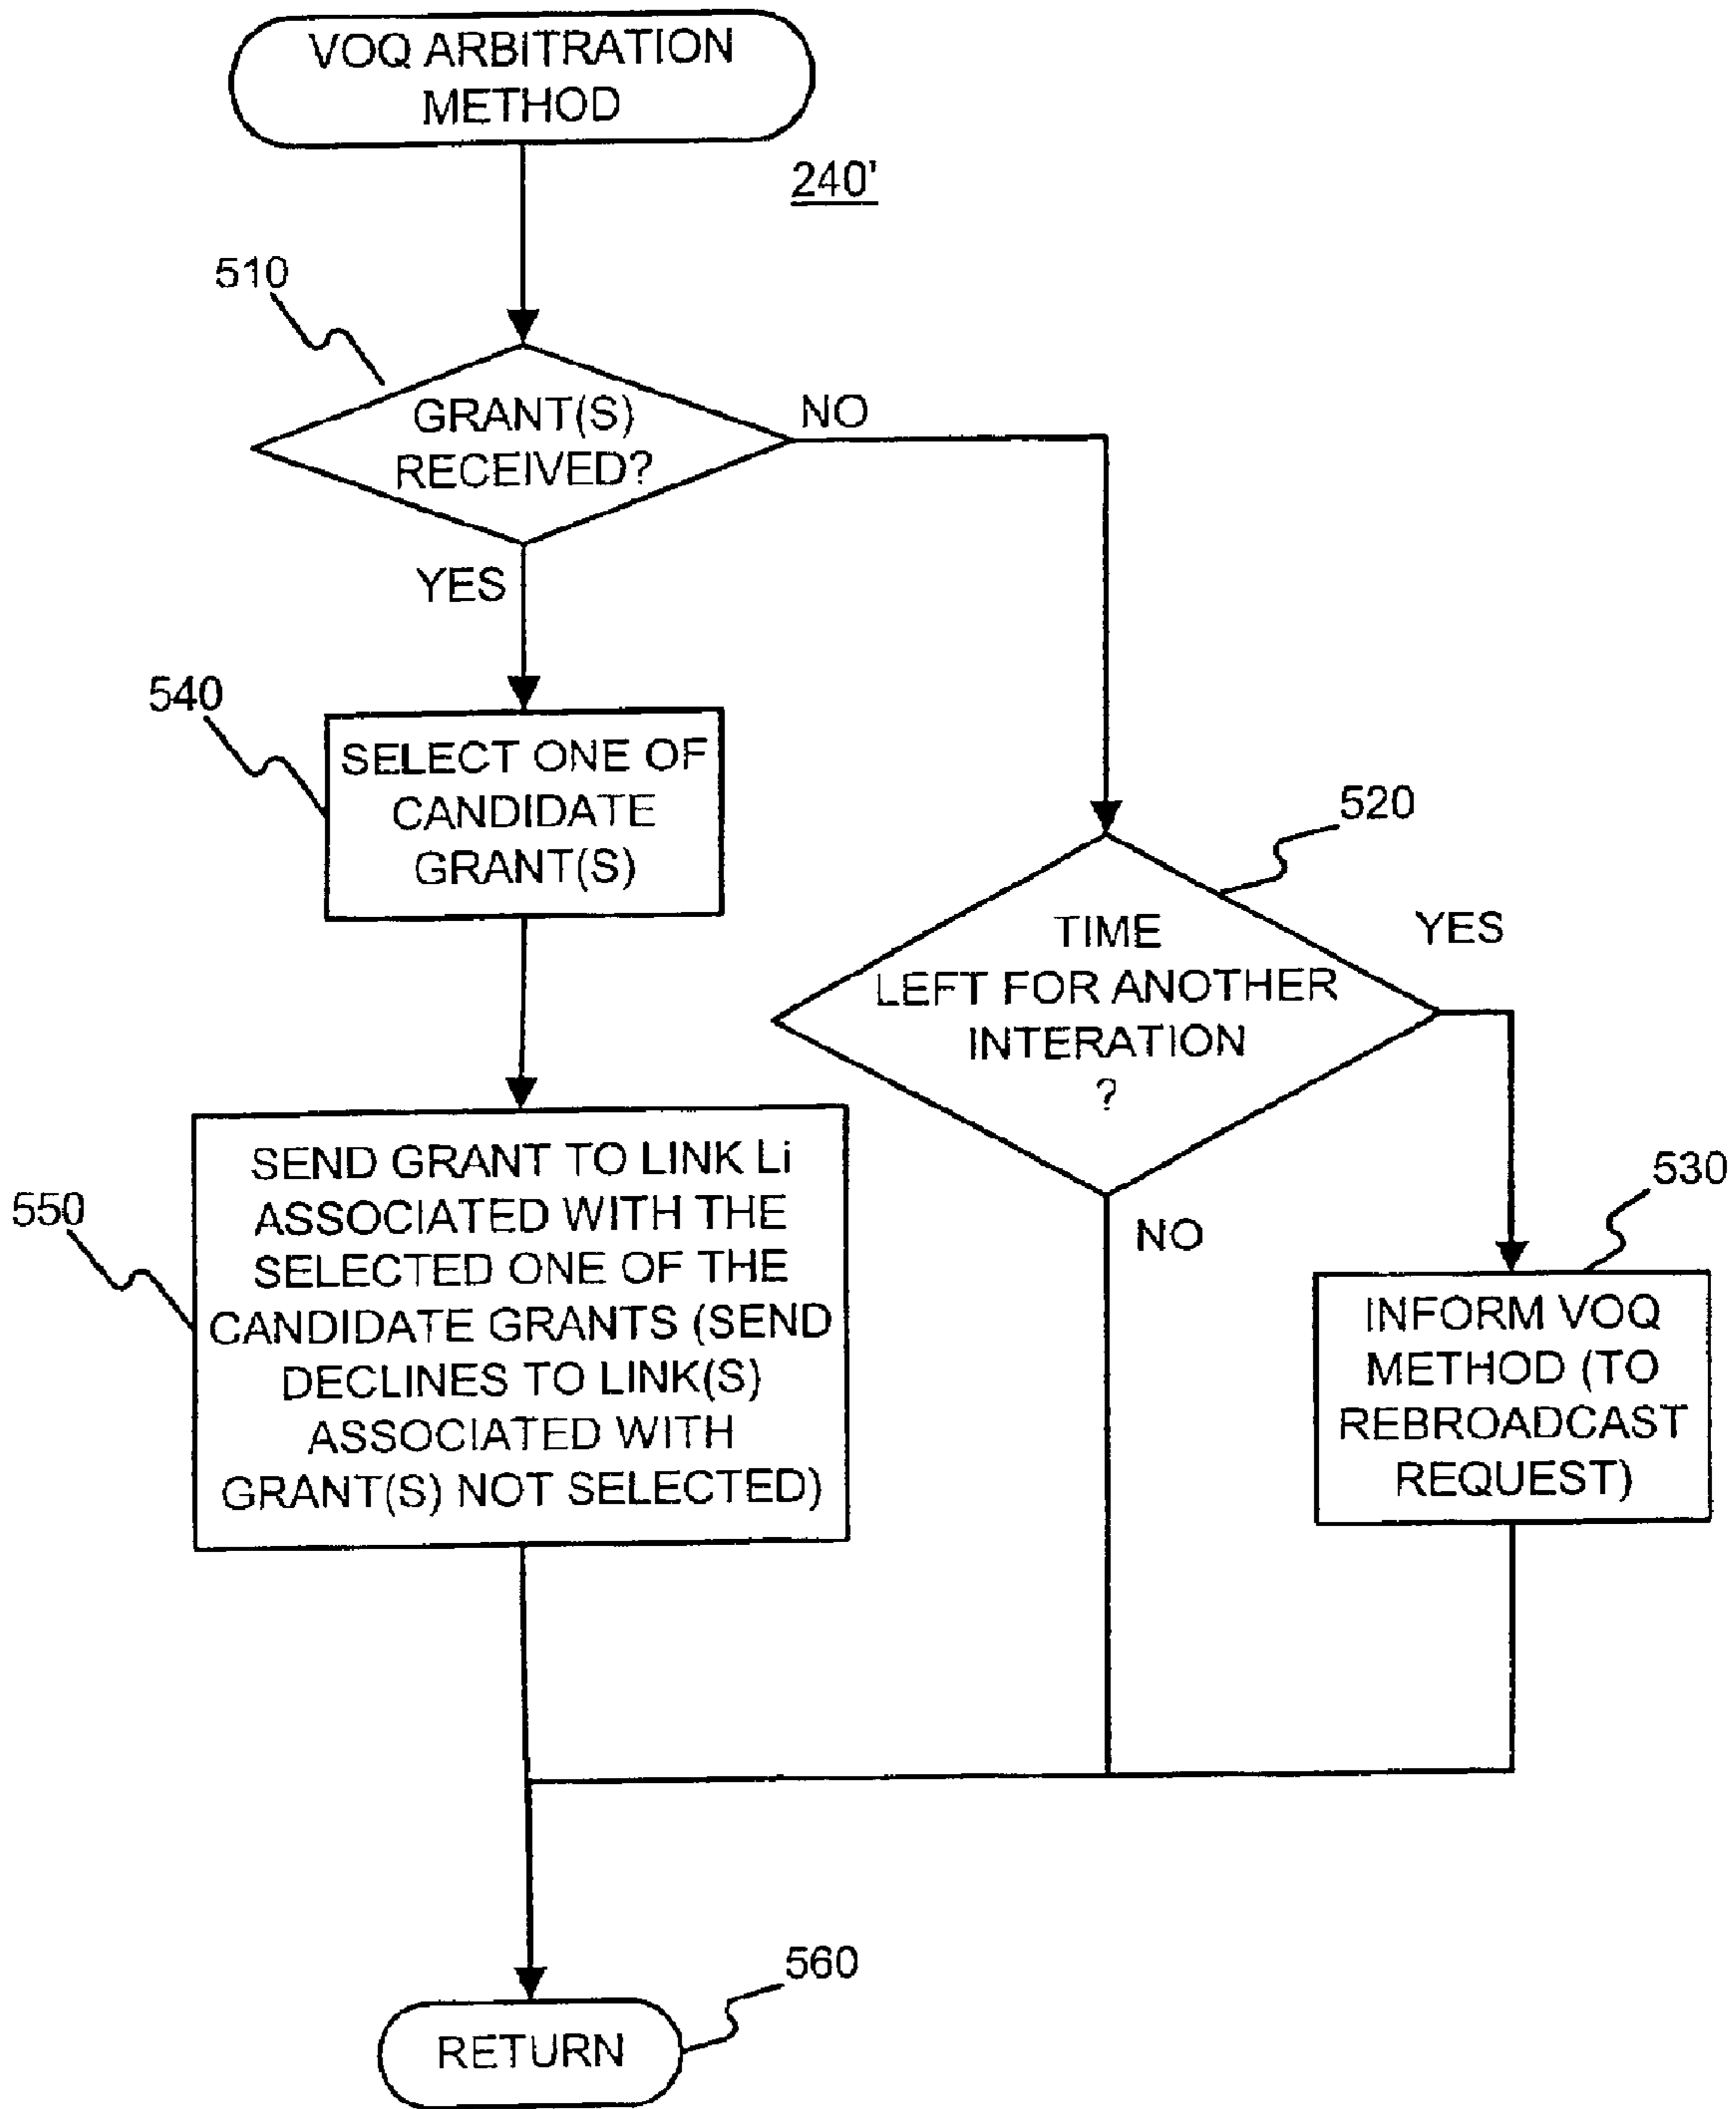 VOQ ARBITRATION
METHOD
240'
510
GRANT(S)
RECEIVED?
NO
YES
540
SELECT ONE OF
CANDIDATE
GRANT(S)
520
TIME
LEFT FOR ANOTHER
INTERATION
?
YES
NO
550
SEND GRANT TO LINK Li
ASSOCIATED WITH THE
SELECTED ONE OF THE
CANDIDATE GRANTS (SEND
DECLINES TO LINK(S)
ASSOCIATED WITH
GRANT(S) NOT SELECTED)
530
INFORM VOQ
METHOD (TO
REBROADCAST
REQUEST)
560
RETURN